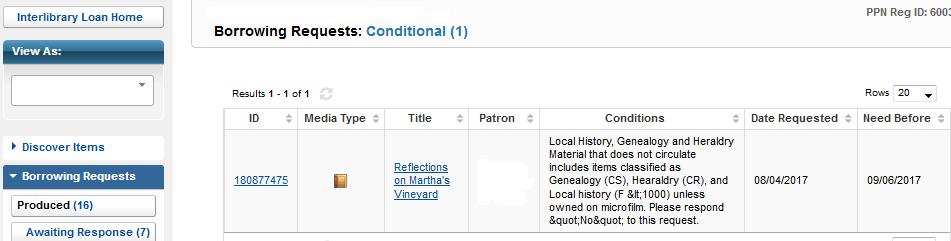 Interlibrary Loan Home
View As:
Discover Items
Borrowing Requests
Produced (16)
Awaiting Response (7)
PPN Reg ID: 6003
Borrowing Requests: Conditional (1)
Results 1 - 1 of 1
Rows 20
ID Media Type Title Patron Conditions Date Requested Need Before
180877475
Reflections
on Martha's
Vineyard
Local History, Genealogy and Heraldry
Material that does not circulate
includes items classified as
Genealogy (CS), Hearaldry (CR), and
Local history (F &lt;1000) unless
owned on microfilm. Please respond
&quot;No&quot; to this request.
08/04/2017
09/06/2017